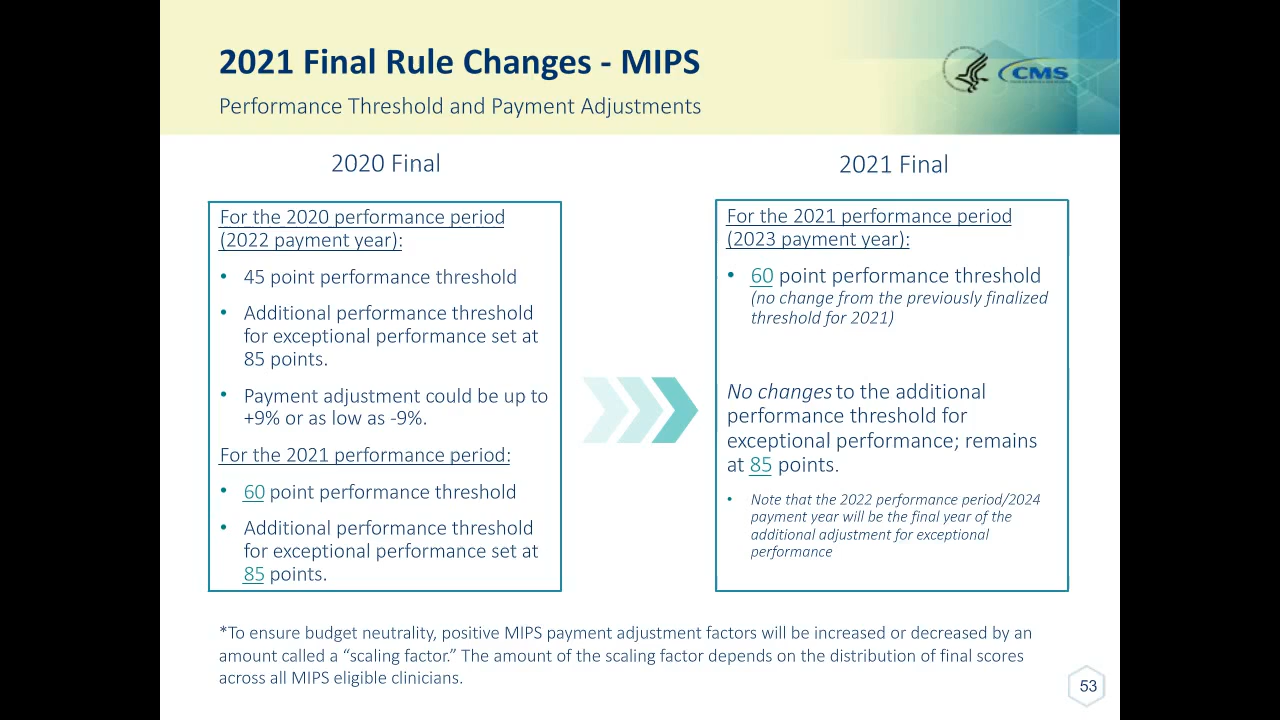 2021 Final Rule Changes - MIPS
Performance Threshold and Payment Adjustments
CMS
2020 Final
For the 2020 performance period
(2022 payment year):
• 45 point performance threshold
• Additional performance threshold
for exceptional performance set at
85 points.
• Payment adjustment could be up to
+9% or as low as -9%.
For the 2021 performance period:
• 60 point performance threshold
• Additional performance threshold
for exceptional performance set at
85 points.
2021 Final
For the 2021 performance period
(2023 payment year):
• 60 point performance threshold
(no change from the previously finalized
threshold for 2021)
No changes to the additional
performance threshold for
exceptional performance; remains
at 85 points.
• Note that the 2022 performance period/2024
payment year will be the final year of the
additional adjustment for exceptional
performance
*To ensure budget neutrality, positive MIPS payment adjustment factors will be increased or decreased by an
amount called a “scaling factor.” The amount of the scaling factor depends on the distribution of final scores
across all MIPS eligible clinicians.
53